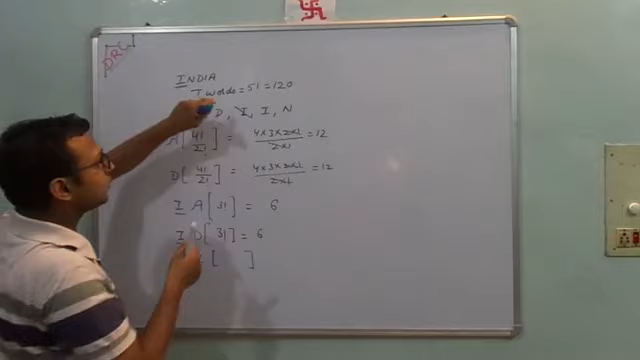 DRC
INDIA
T words = 5! = 120
D, I, I, N
A [ 4!/2! ] = 4×3×2×1/2×1 = 12
D [ 4!/2! ] = 4×3×2×1/2×1 = 12
I A [ 3! ] = 6
I D [ 3! ] = 6
[ ]